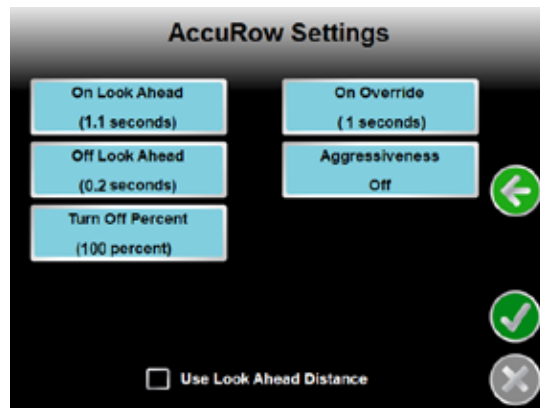 AccuRow Settings
On Look Ahead
(1.1 seconds)
On Override
(1 seconds)
Off Look Ahead
(0.2 seconds)
Aggressiveness
Off
Turn Off Percent
(100 percent)
Use Look Ahead Distance